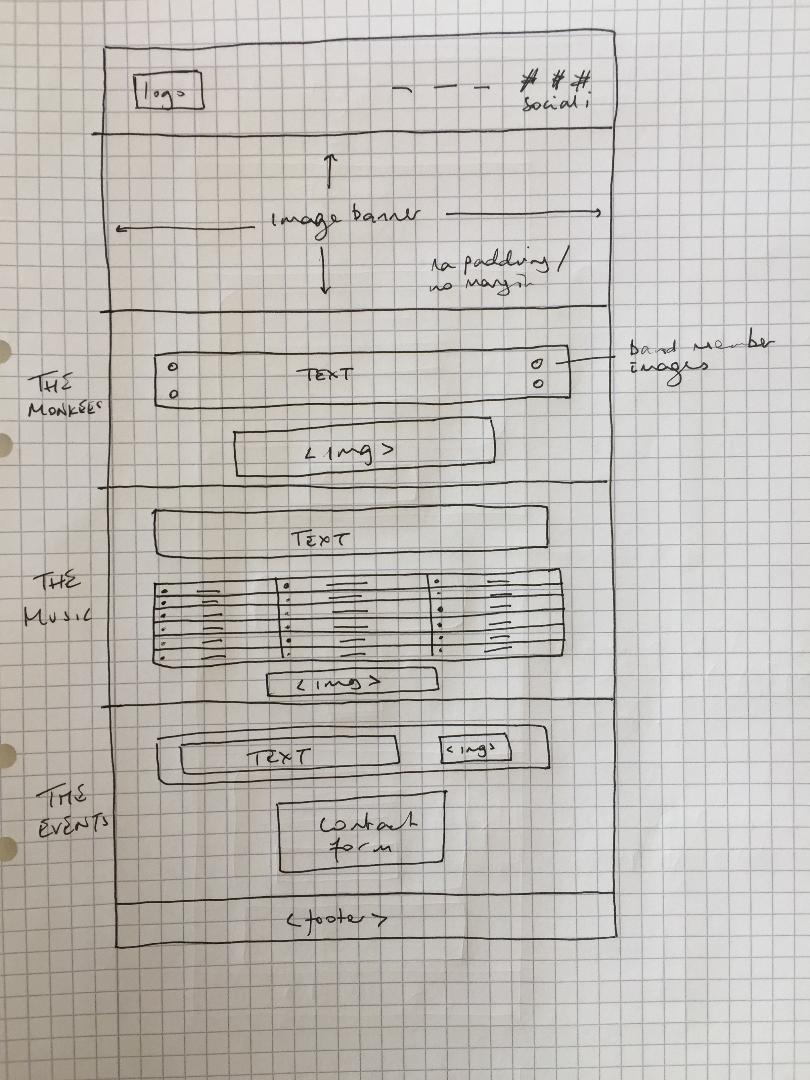 logo
# # #
social;
image banner
no padding /
no margin
THE
MONKEES
TEXT
band member
images
<img>
THE
MUSIC
TEXT
<img>
THE
EVENTS
TEXT
<img>
contact
form
<footer>